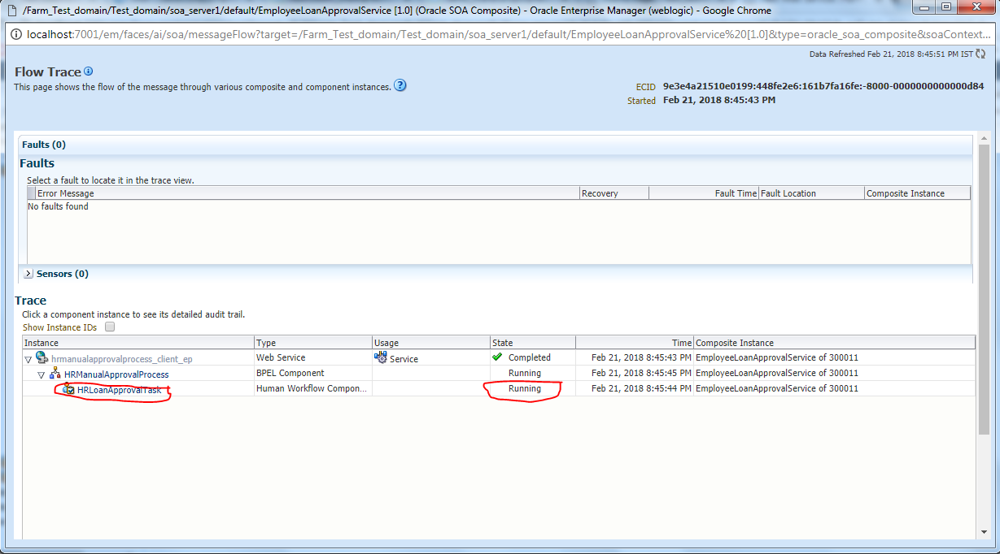 /Farm_Test_domain/Test_domain/soa_server1/default/EmployeeLoanApprovalService [1.0] (Oracle SOA Composite) - Oracle Enterprise Manager (weblogic) - Google Chrome
localhost:7001/em/faces/ai/soa/messageFlow?target=/Farm_Test_domain/Test_domain/soa_server1/default/EmployeeLoanApprovalService%20[1.0]&type=oracle_soa_composite&soaContext...
Data Refreshed Feb 21, 2018 8:45:51 PM IST
Flow Trace
This page shows the flow of the message through various composite and component instances.
ECID 9e3e4a21510e0199:448fe2e6:161b7fa16fe:-8000-0000000000000d84
Started Feb 21, 2018 8:45:43 PM
Faults (0)
Faults
Select a fault to locate it in the trace view.
Error Message Recovery Fault Time Fault Location Composite Instance
No faults found
Sensors (0)
Trace
Click a component instance to see its detailed audit trail.
Show Instance IDs
Instance Type Usage State Time Composite Instance
hrmanualapprovalprocess_client_ep Web Service Service Completed Feb 21, 2018 8:45:43 PM EmployeeLoanApprovalService of 300011
HRManualApprovalProcess BPEL Component Running Feb 21, 2018 8:45:45 PM EmployeeLoanApprovalService of 300011
HRLoanApprovalTask Human Workflow Compon... Running Feb 21, 2018 8:45:44 PM EmployeeLoanApprovalService of 300011